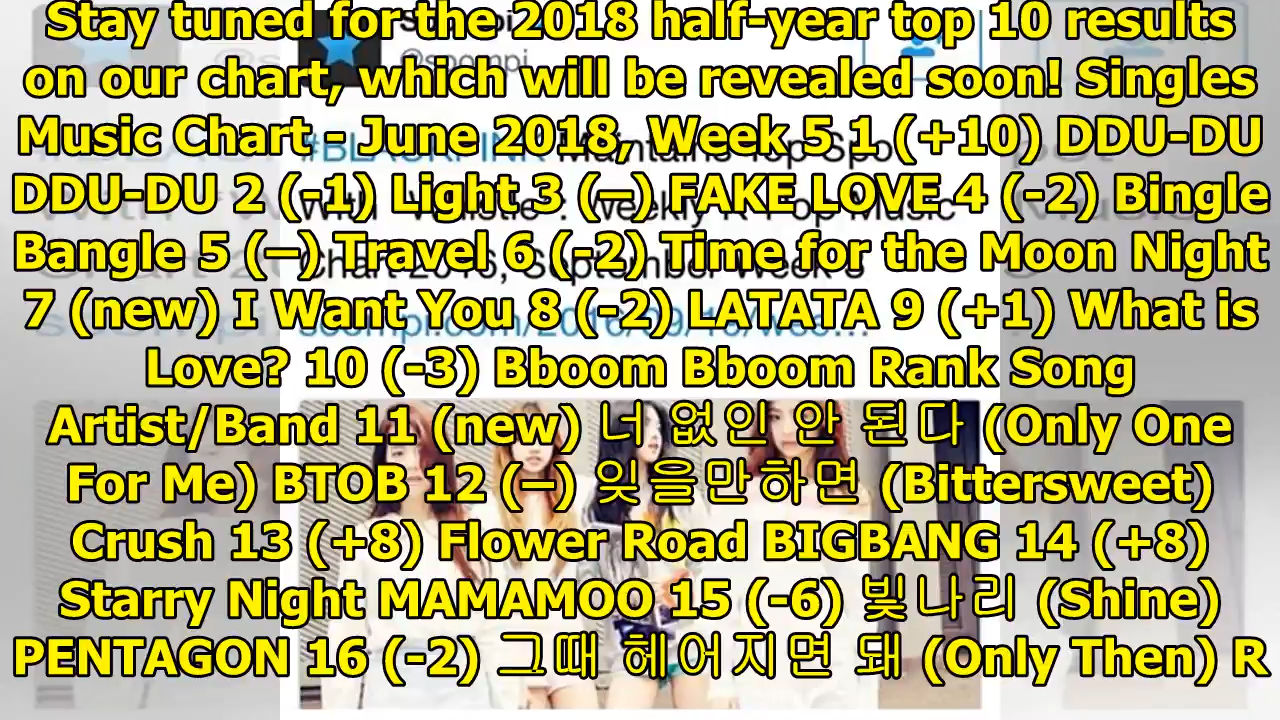 Stay tuned for the 2018 half-year top 10 results
on our chart, which will be revealed soon! Singles
Music Chart - June 2018, Week 5 1 (+10) DDU-DU
DDU-DU 2 (-1) Light 3 (–) FAKE LOVE 4 (-2) Bingle
Bangle 5 (–) Travel 6 (-2) Time for the Moon Night
7 (new) I Want You 8 (-2) LATATA 9 (+1) What is
Love? 10 (-3) Bboom Bboom Rank Song
Artist/Band 11 (new) 너 없인 안 된다 (Only One
For Me) BTOB 12 (–) 잊을만하면 (Bittersweet)
Crush 13 (+8) Flower Road BIGBANG 14 (+8)
Starry Night MAMAMOO 15 (-6) 빛나리 (Shine)
PENTAGON 16 (-2) 그때 헤어지면 돼 (Only Then) R